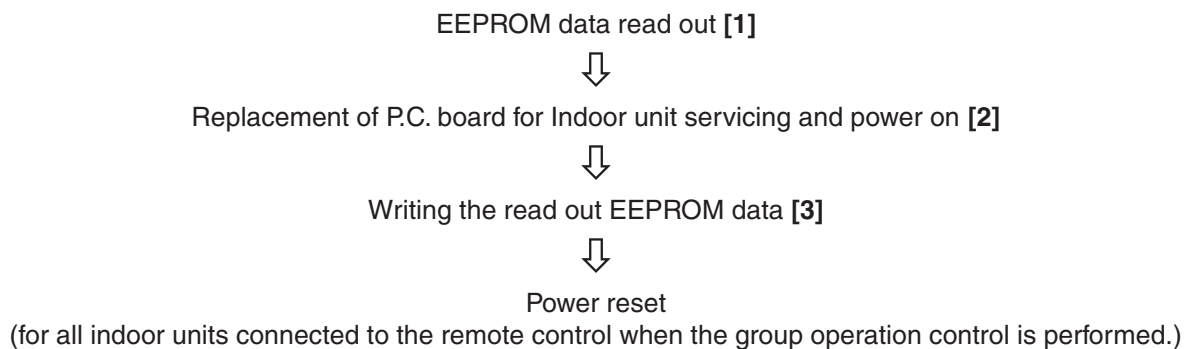 EEPROM data read out [1]
Replacement of P.C. board for Indoor unit servicing and power on [2]
Writing the read out EEPROM data [3]
Power reset
(for all indoor units connected to the remote control when the group operation control is performed.)